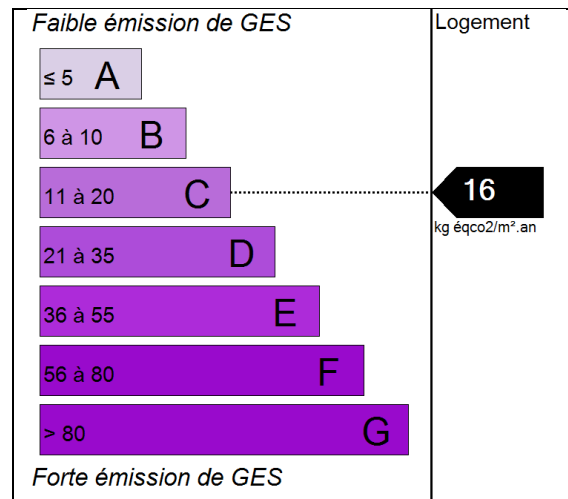 Faible émission de GES
Logement
≤ 5 A
6 à 10 B
11 à 20 C
16
kg éqco2/m².an
21 à 35 D
36 à 55 E
56 à 80 F
> 80 G
Forte émission de GES